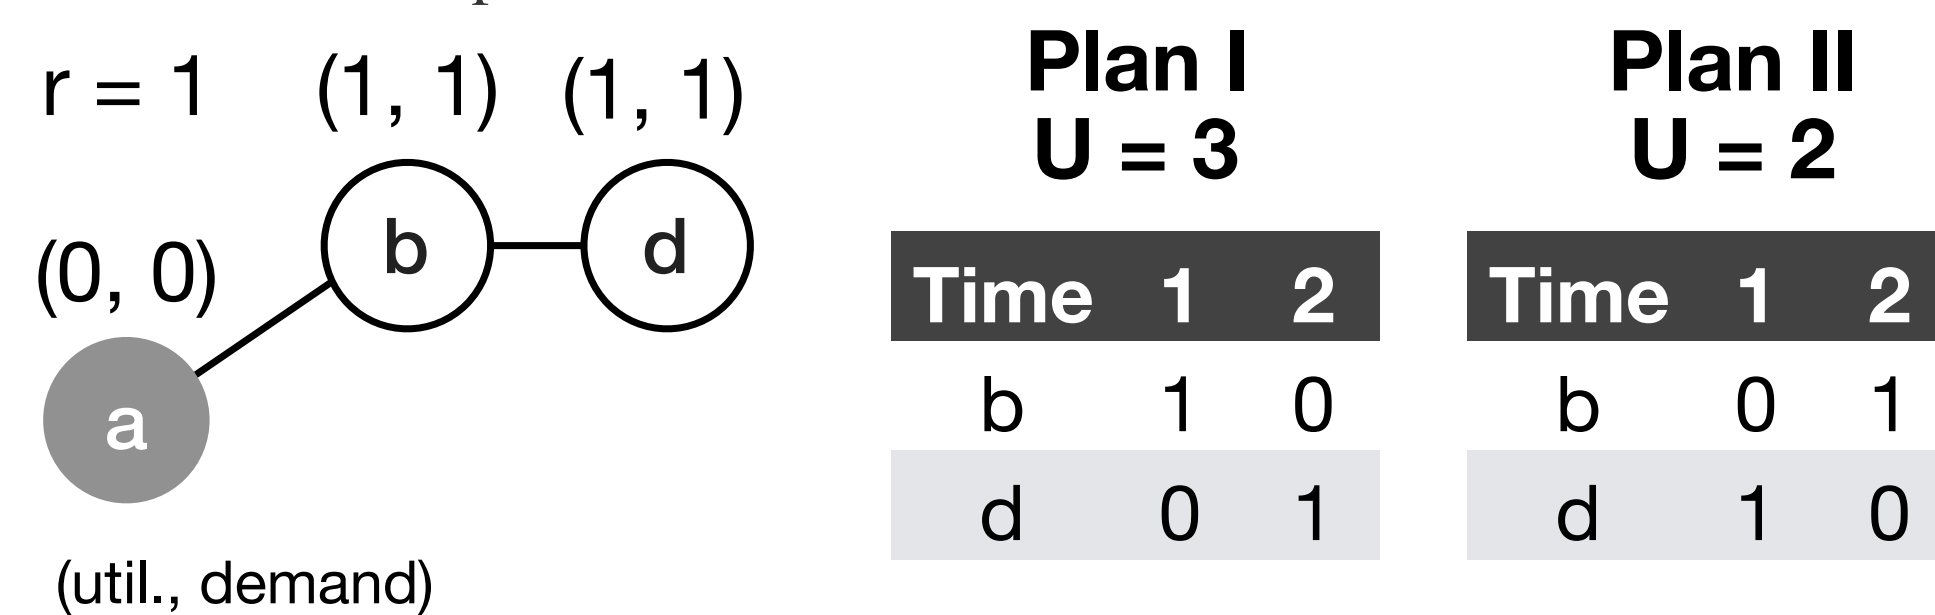 r = 1 (1, 1) (1, 1)
(0, 0)
b d
a
(util., demand)
Plan I
U = 3
Time 1 2
b 1 0
d 0 1
Plan II
U = 2
Time 1 2
b 0 1
d 1 0